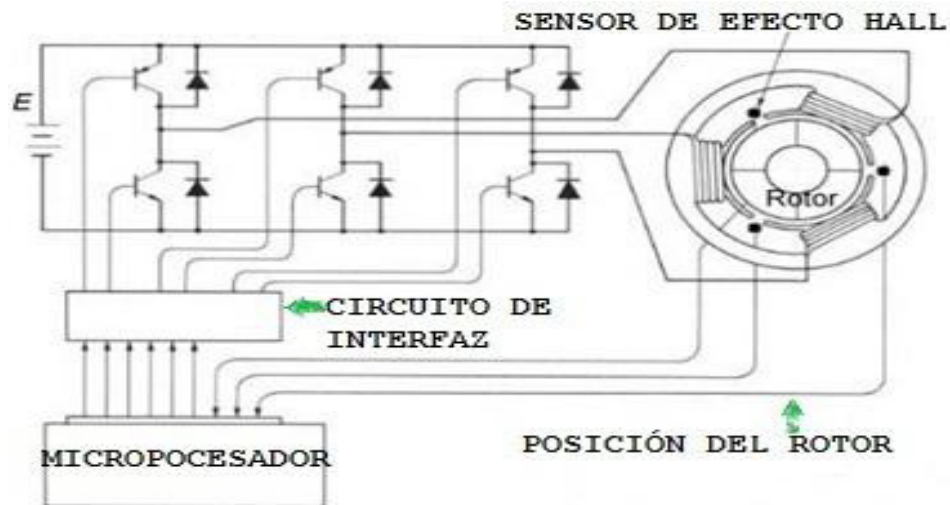 SENSOR DE EFECTO HALL
E
Rotor
CIRCUITO DE
INTERFAZ
MICROPOCESADOR
POSICIÓN DEL ROTOR